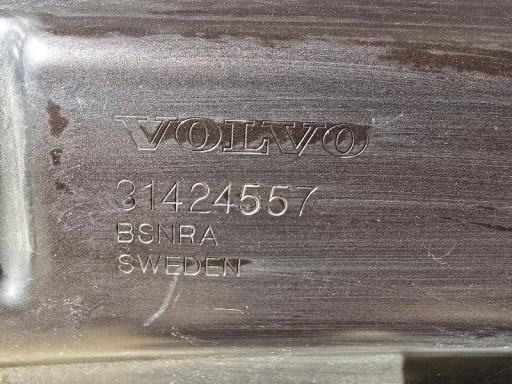 VOLVO
31424557
BSNRA
SWEDEN